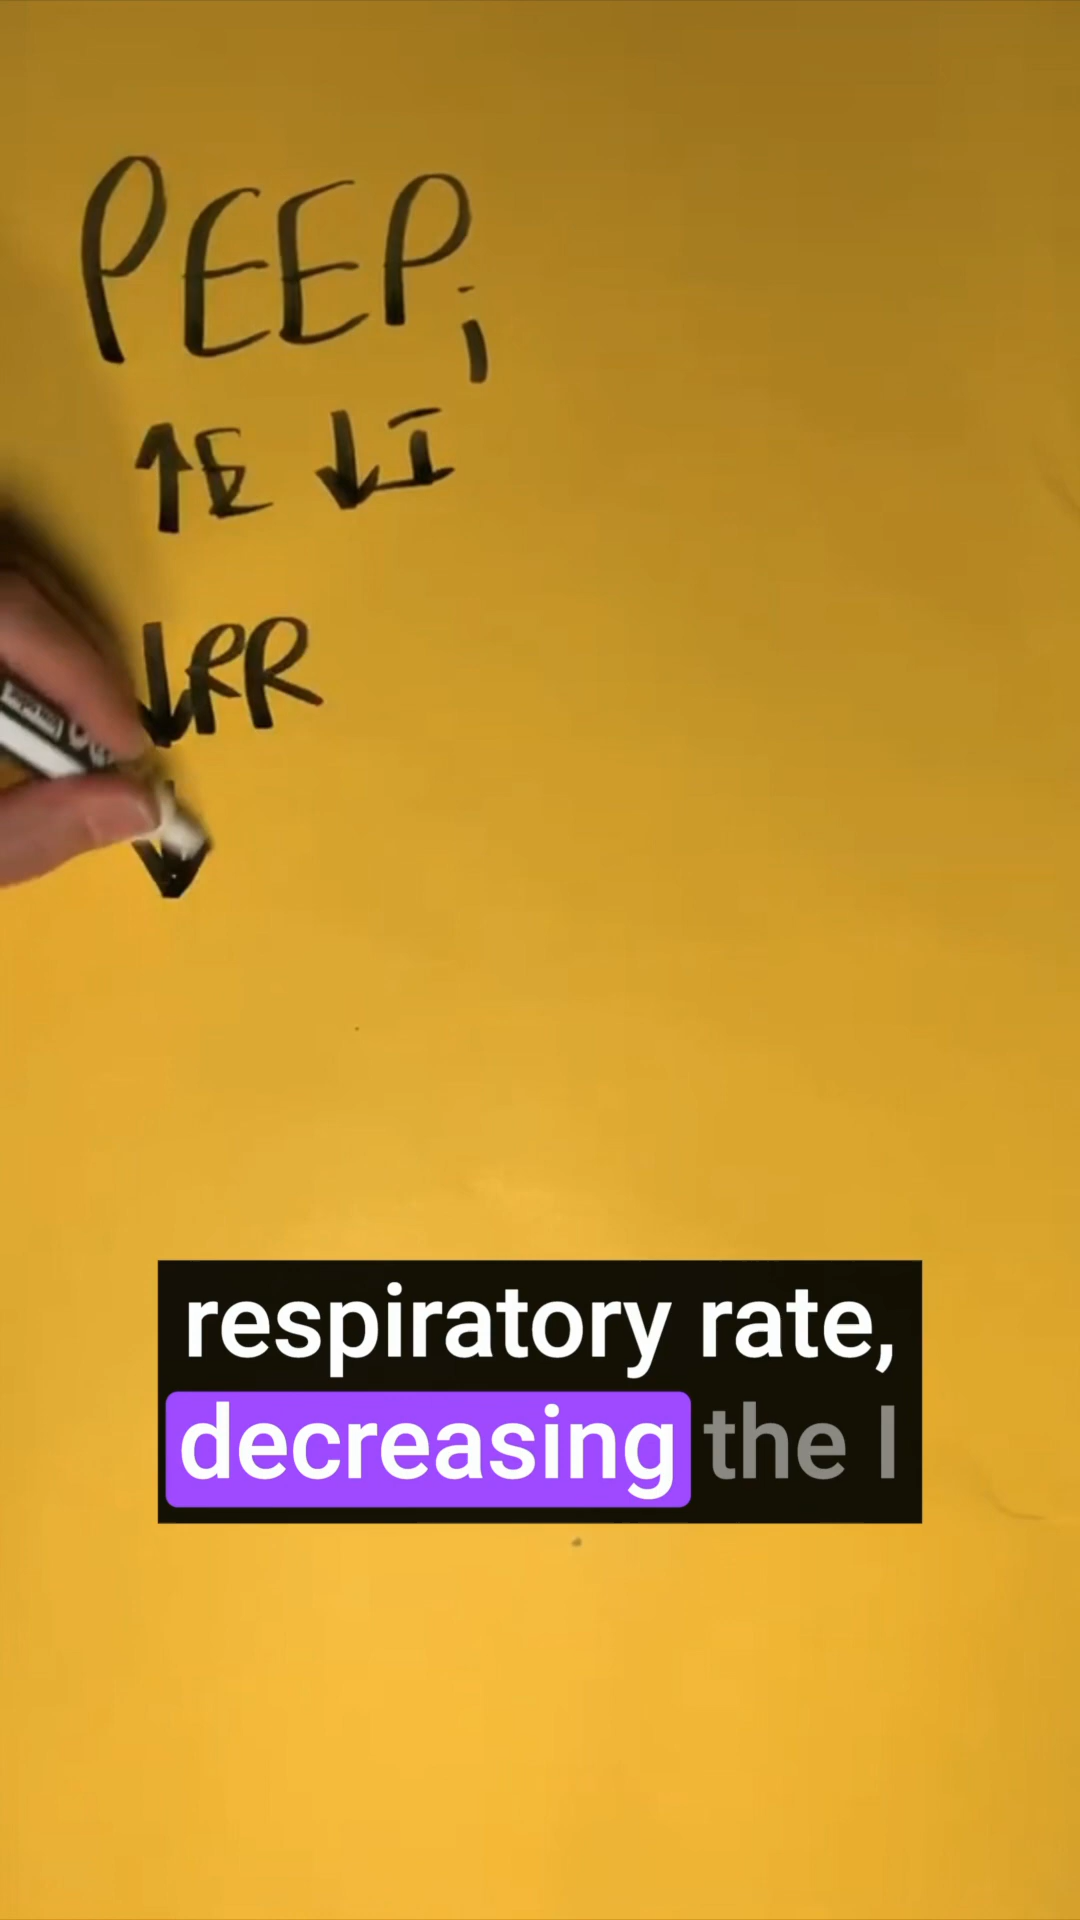 PEEPi
↑E ↓I
↓RR
↓
respiratory rate,
decreasing the I